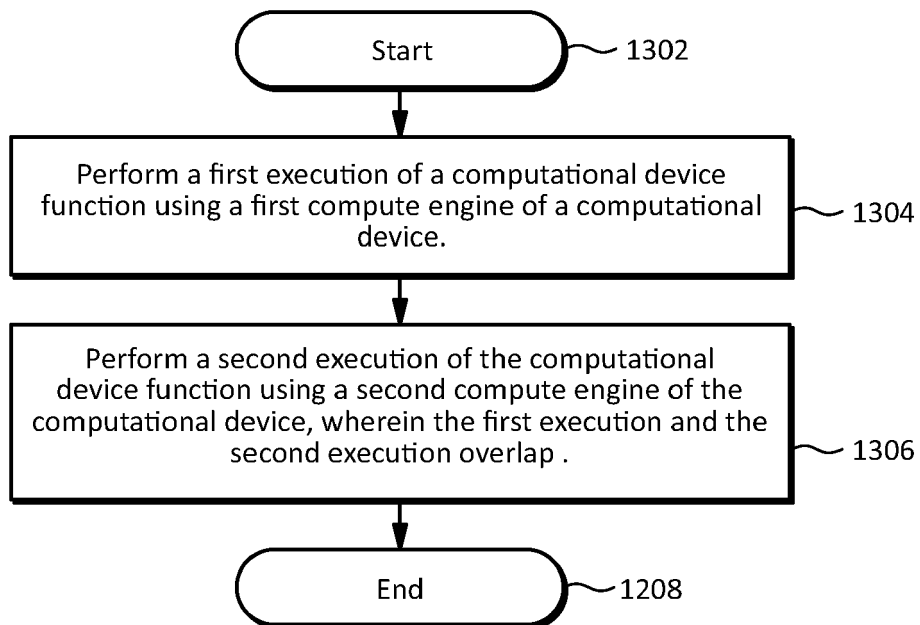 Start
1302
Perform a first execution of a computational device
function using a first compute engine of a computational
device.
1304
Perform a second execution of the computational
device function using a second compute engine of the
computational device, wherein the first execution and the
second execution overlap .
1306
End
1208